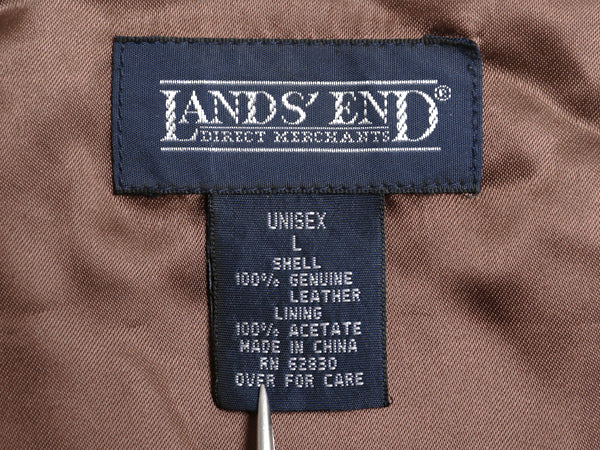 LANDS' END®
DIRECT MERCHANTS
UNISEX
L
SHELL
100% GENUINE
LEATHER
LINING
100% ACETATE
MADE IN CHINA
RN 62830
OVER FOR CARE